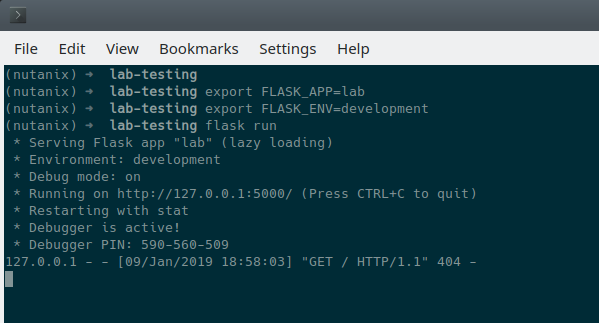 File Edit View Bookmarks Settings Help
(nutanix) ➜ lab-testing
(nutanix) ➜ lab-testing export FLASK_APP=lab
(nutanix) ➜ lab-testing export FLASK_ENV=development
(nutanix) ➜ lab-testing flask run
* Serving Flask app "lab" (lazy loading)
* Environment: development
* Debug mode: on
* Running on http://127.0.0.1:5000/ (Press CTRL+C to quit)
* Restarting with stat
* Debugger is active!
* Debugger PIN: 590-560-509
127.0.0.1 - - [09/Jan/2019 18:58:03] "GET / HTTP/1.1" 404 -